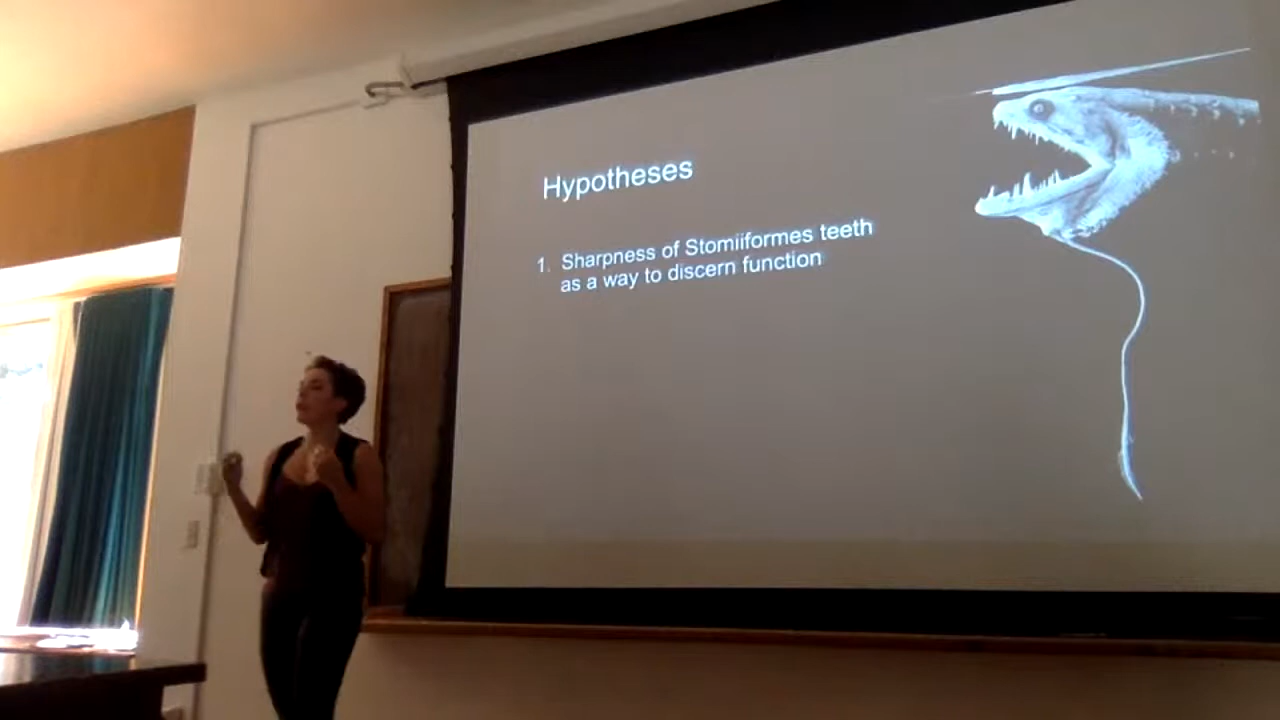 Hypotheses
1. Sharpness of Stomiiformes teeth
as a way to discern function